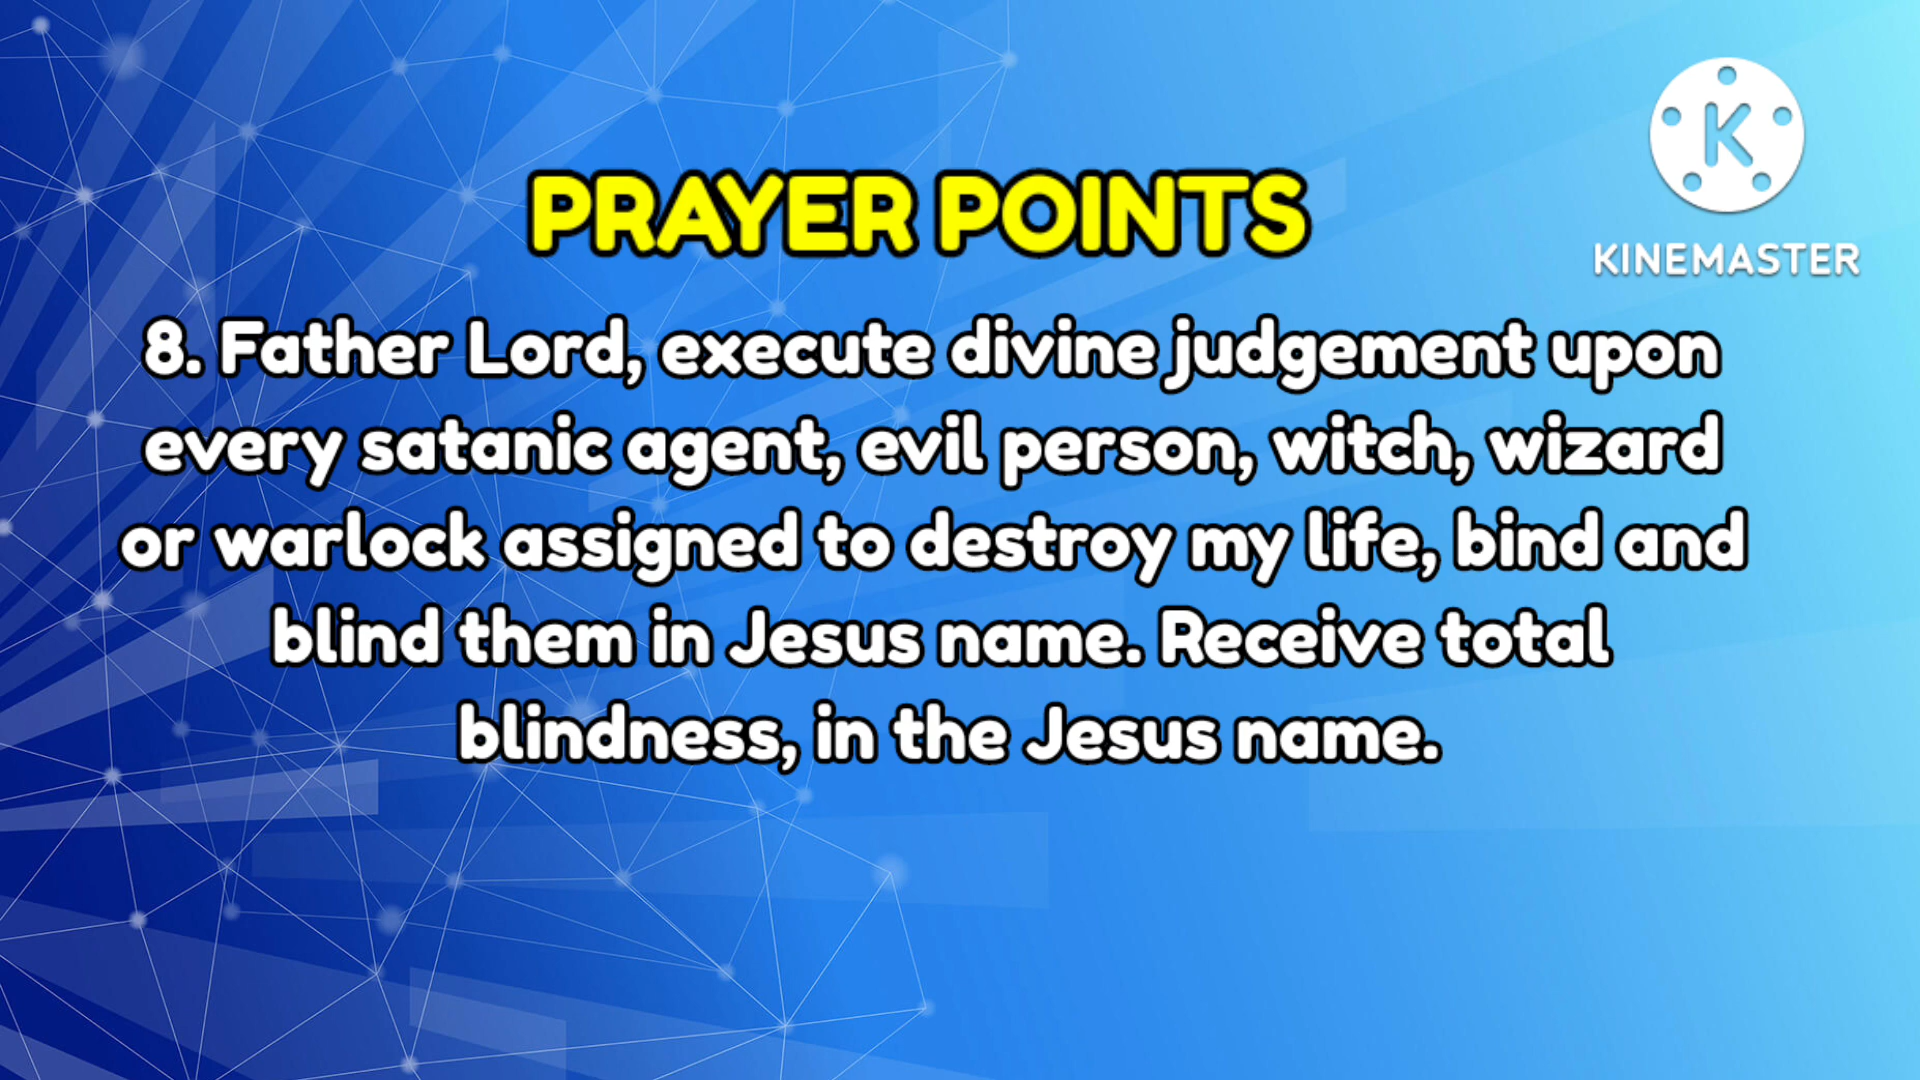 K
KINEMASTER
PRAYER POINTS
8. Father Lord, execute divine judgement upon
every satanic agent, evil person, witch, wizard
or warlock assigned to destroy my life, bind and
blind them in Jesus name. Receive total
blindness, in the Jesus name.